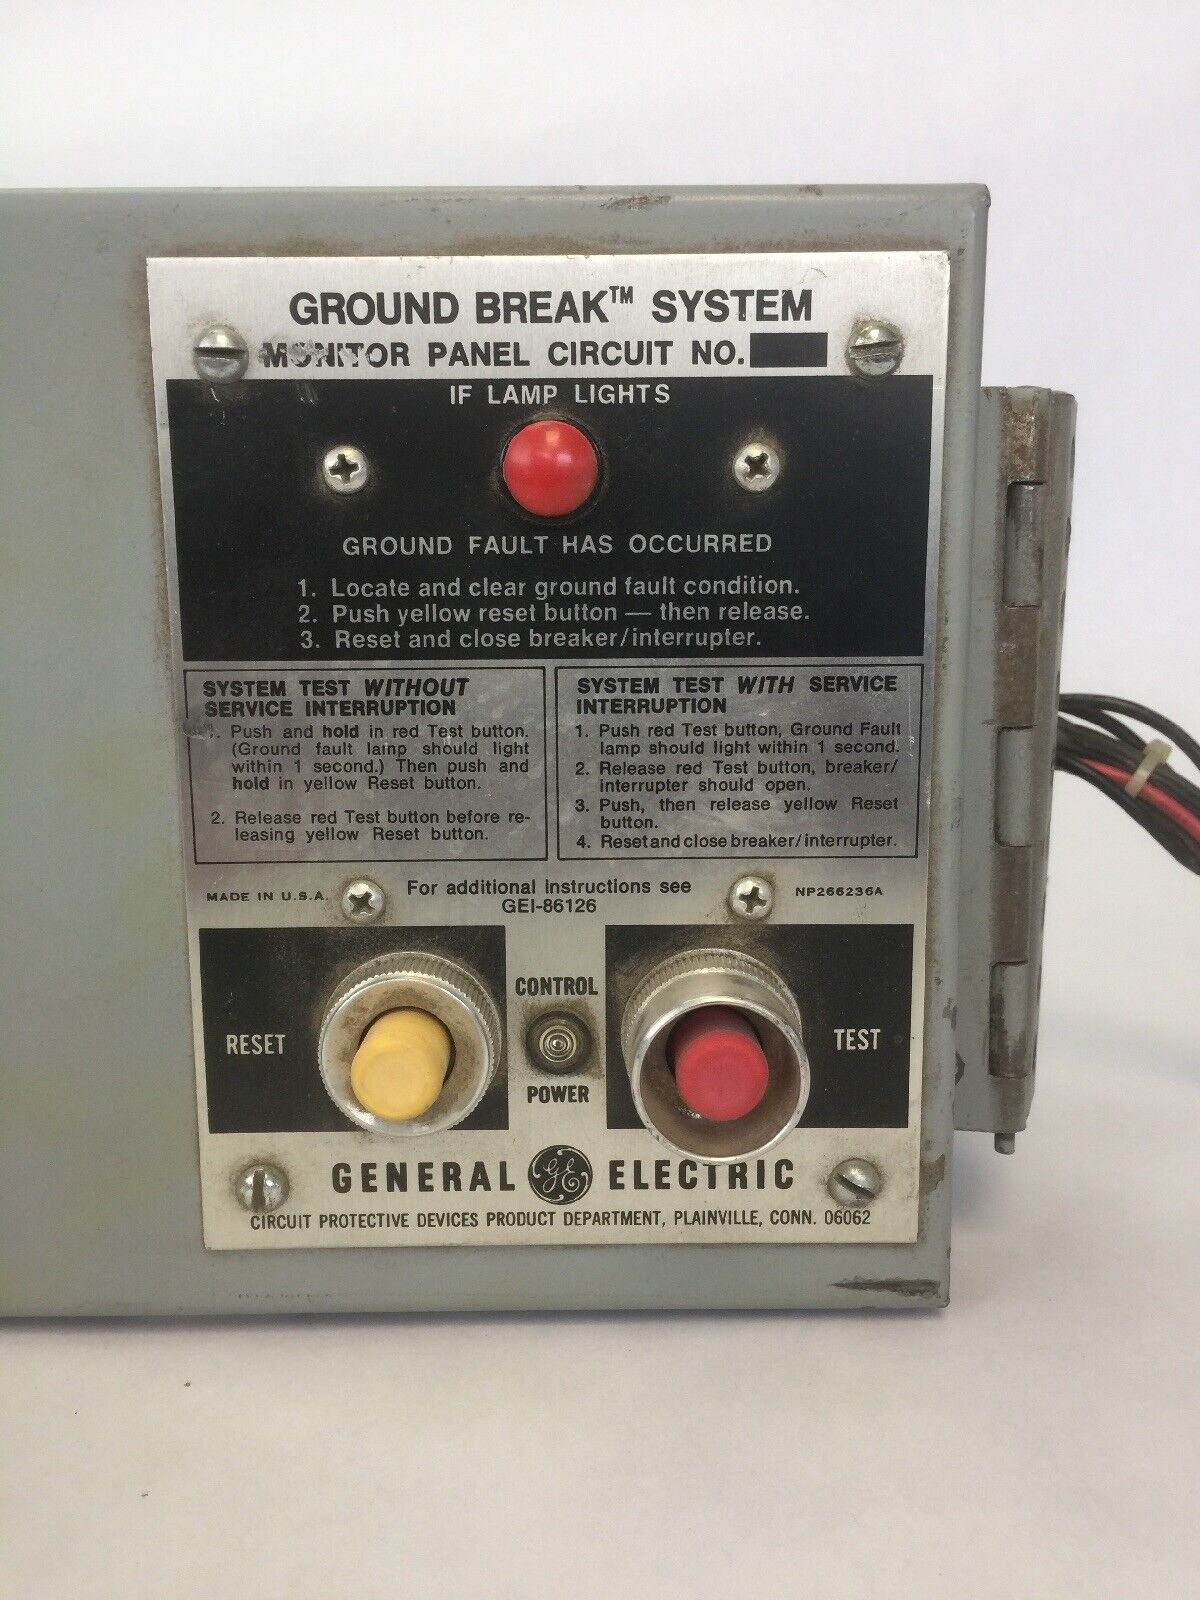 GROUND BREAK™ SYSTEM
MONITOR PANEL CIRCUIT NO.
IF LAMP LIGHTS
GROUND FAULT HAS OCCURRED
1. Locate and clear ground fault condition.
2. Push yellow reset button — then release.
3. Reset and close breaker/interrupter.
SYSTEM TEST WITHOUT
SERVICE INTERRUPTION
1. Push and hold in red Test button.
(Ground fault lamp should light
within 1 second.) Then push and
hold in yellow Reset button.
2. Release red Test button before re-
leasing yellow Reset button.
SYSTEM TEST WITH SERVICE
INTERRUPTION
1. Push red Test button, Ground Fault
lamp should light within 1 second.
2. Release red Test button, breaker/
interrupter should open.
3. Push, then release yellow Reset
button.
4. Reset and close breaker/interrupter.
MADE IN U.S.A.
For additional instructions see
GEI-86126
NP266236A
RESET
CONTROL
POWER
TEST
GENERAL GE ELECTRIC
CIRCUIT PROTECTIVE DEVICES PRODUCT DEPARTMENT, PLAINVILLE, CONN. 06062